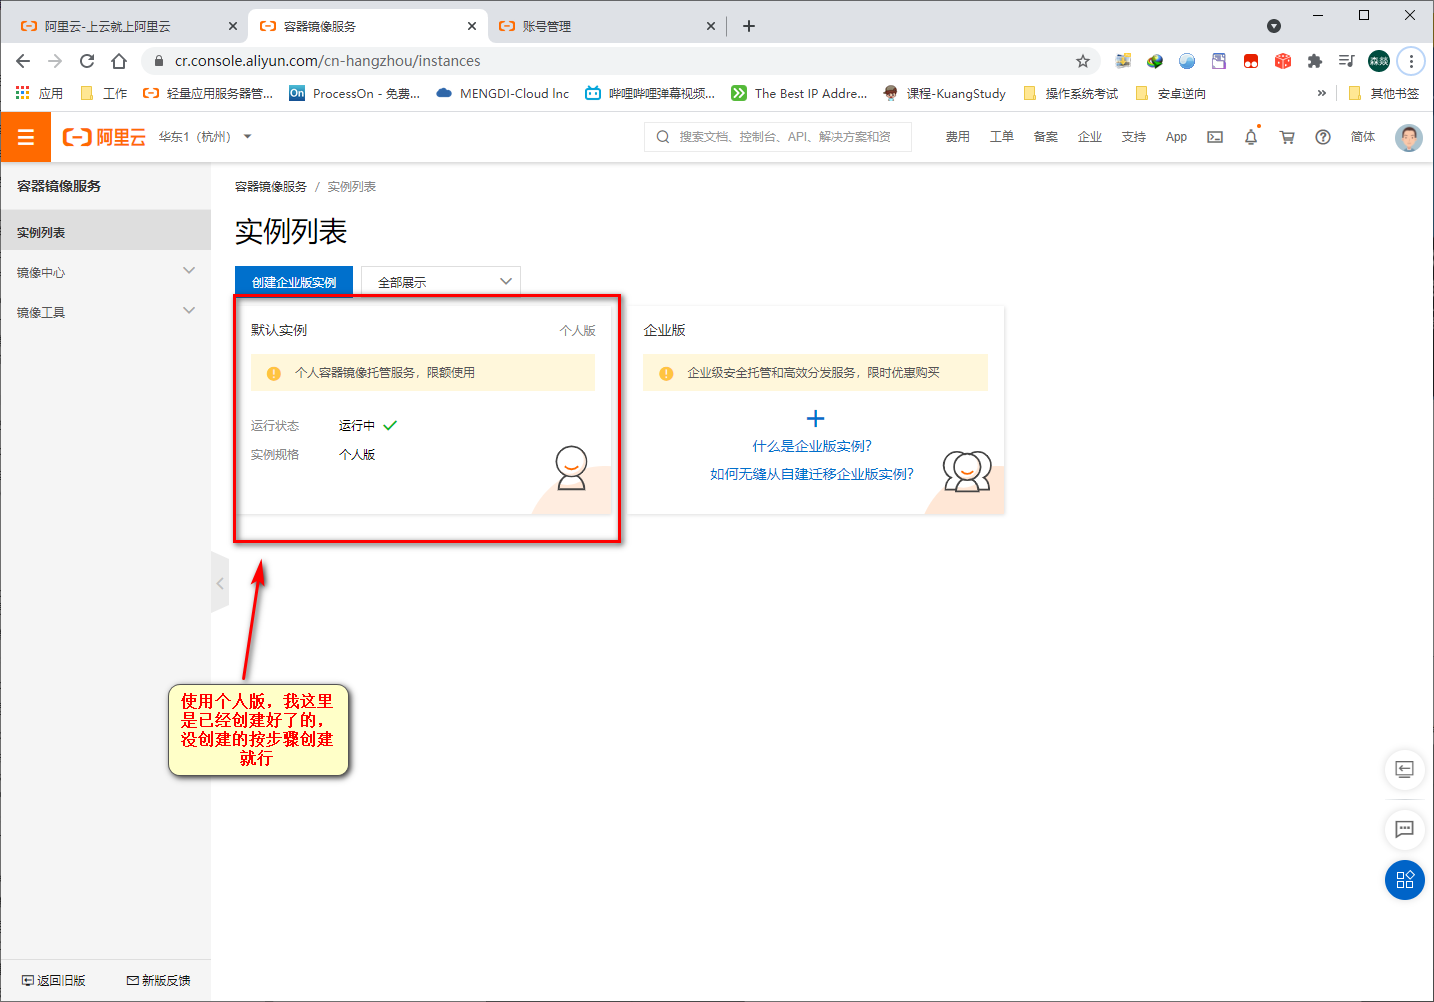 阿里云-上云就上阿里云
容器镜像服务
账号管理
cr.console.aliyun.com/cn-hangzhou/instances
森燚
应用
工作
轻量应用服务器管...
On
ProcessOn - 免费...
MENGDI-Cloud Inc
哔哩哔哩弹幕视频...
The Best IP Addre...
课程-KuangStudy
操作系统考试
安卓逆向
»
其他书签
阿里云
华东1（杭州）
搜索文档、控制台、API、解决方案和资
费用
工单
备案
企业
支持
App
简体
容器镜像服务
实例列表
镜像中心
镜像工具
容器镜像服务 / 实例列表
实例列表
创建企业版实例
全部展示
默认实例
个人版
个人容器镜像托管服务，限额使用
运行状态
运行中
实例规格
个人版
企业版
企业级安全托管和高效分发服务，限时优惠购买
什么是企业版实例?
如何无缝从自建迁移企业版实例?
使用个人版，我这里
是已经创建好了的，
没创建的按步骤创建
就行
返回旧版
新版反馈